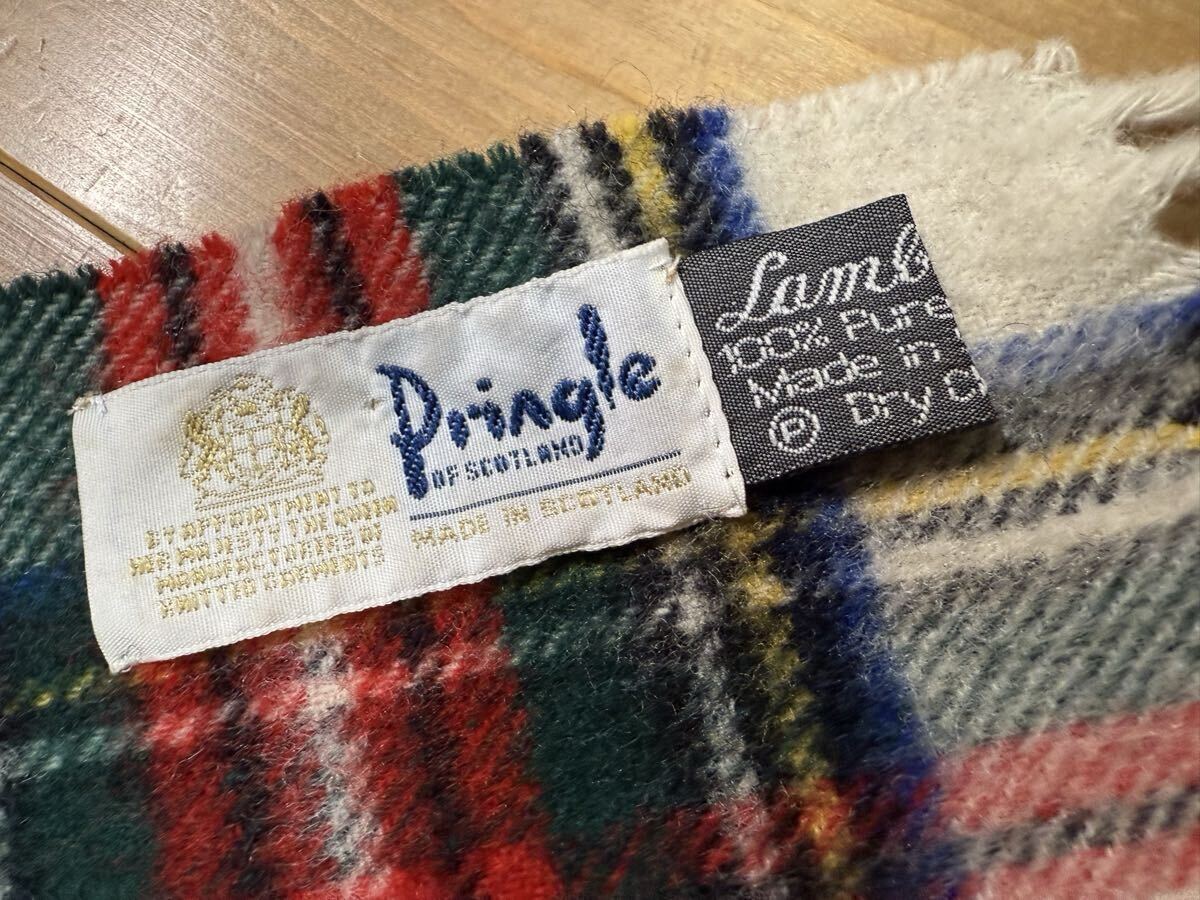 Pringle
OF SCOTLAND
MADE IN SCOTLAND
BY APPOINTMENT TO
HER MAJESTY THE QUEEN
MANUFACTURERS OF
KNITTED GARMENTS
Lamb
100% Pure
Made in
Ⓟ Dry C